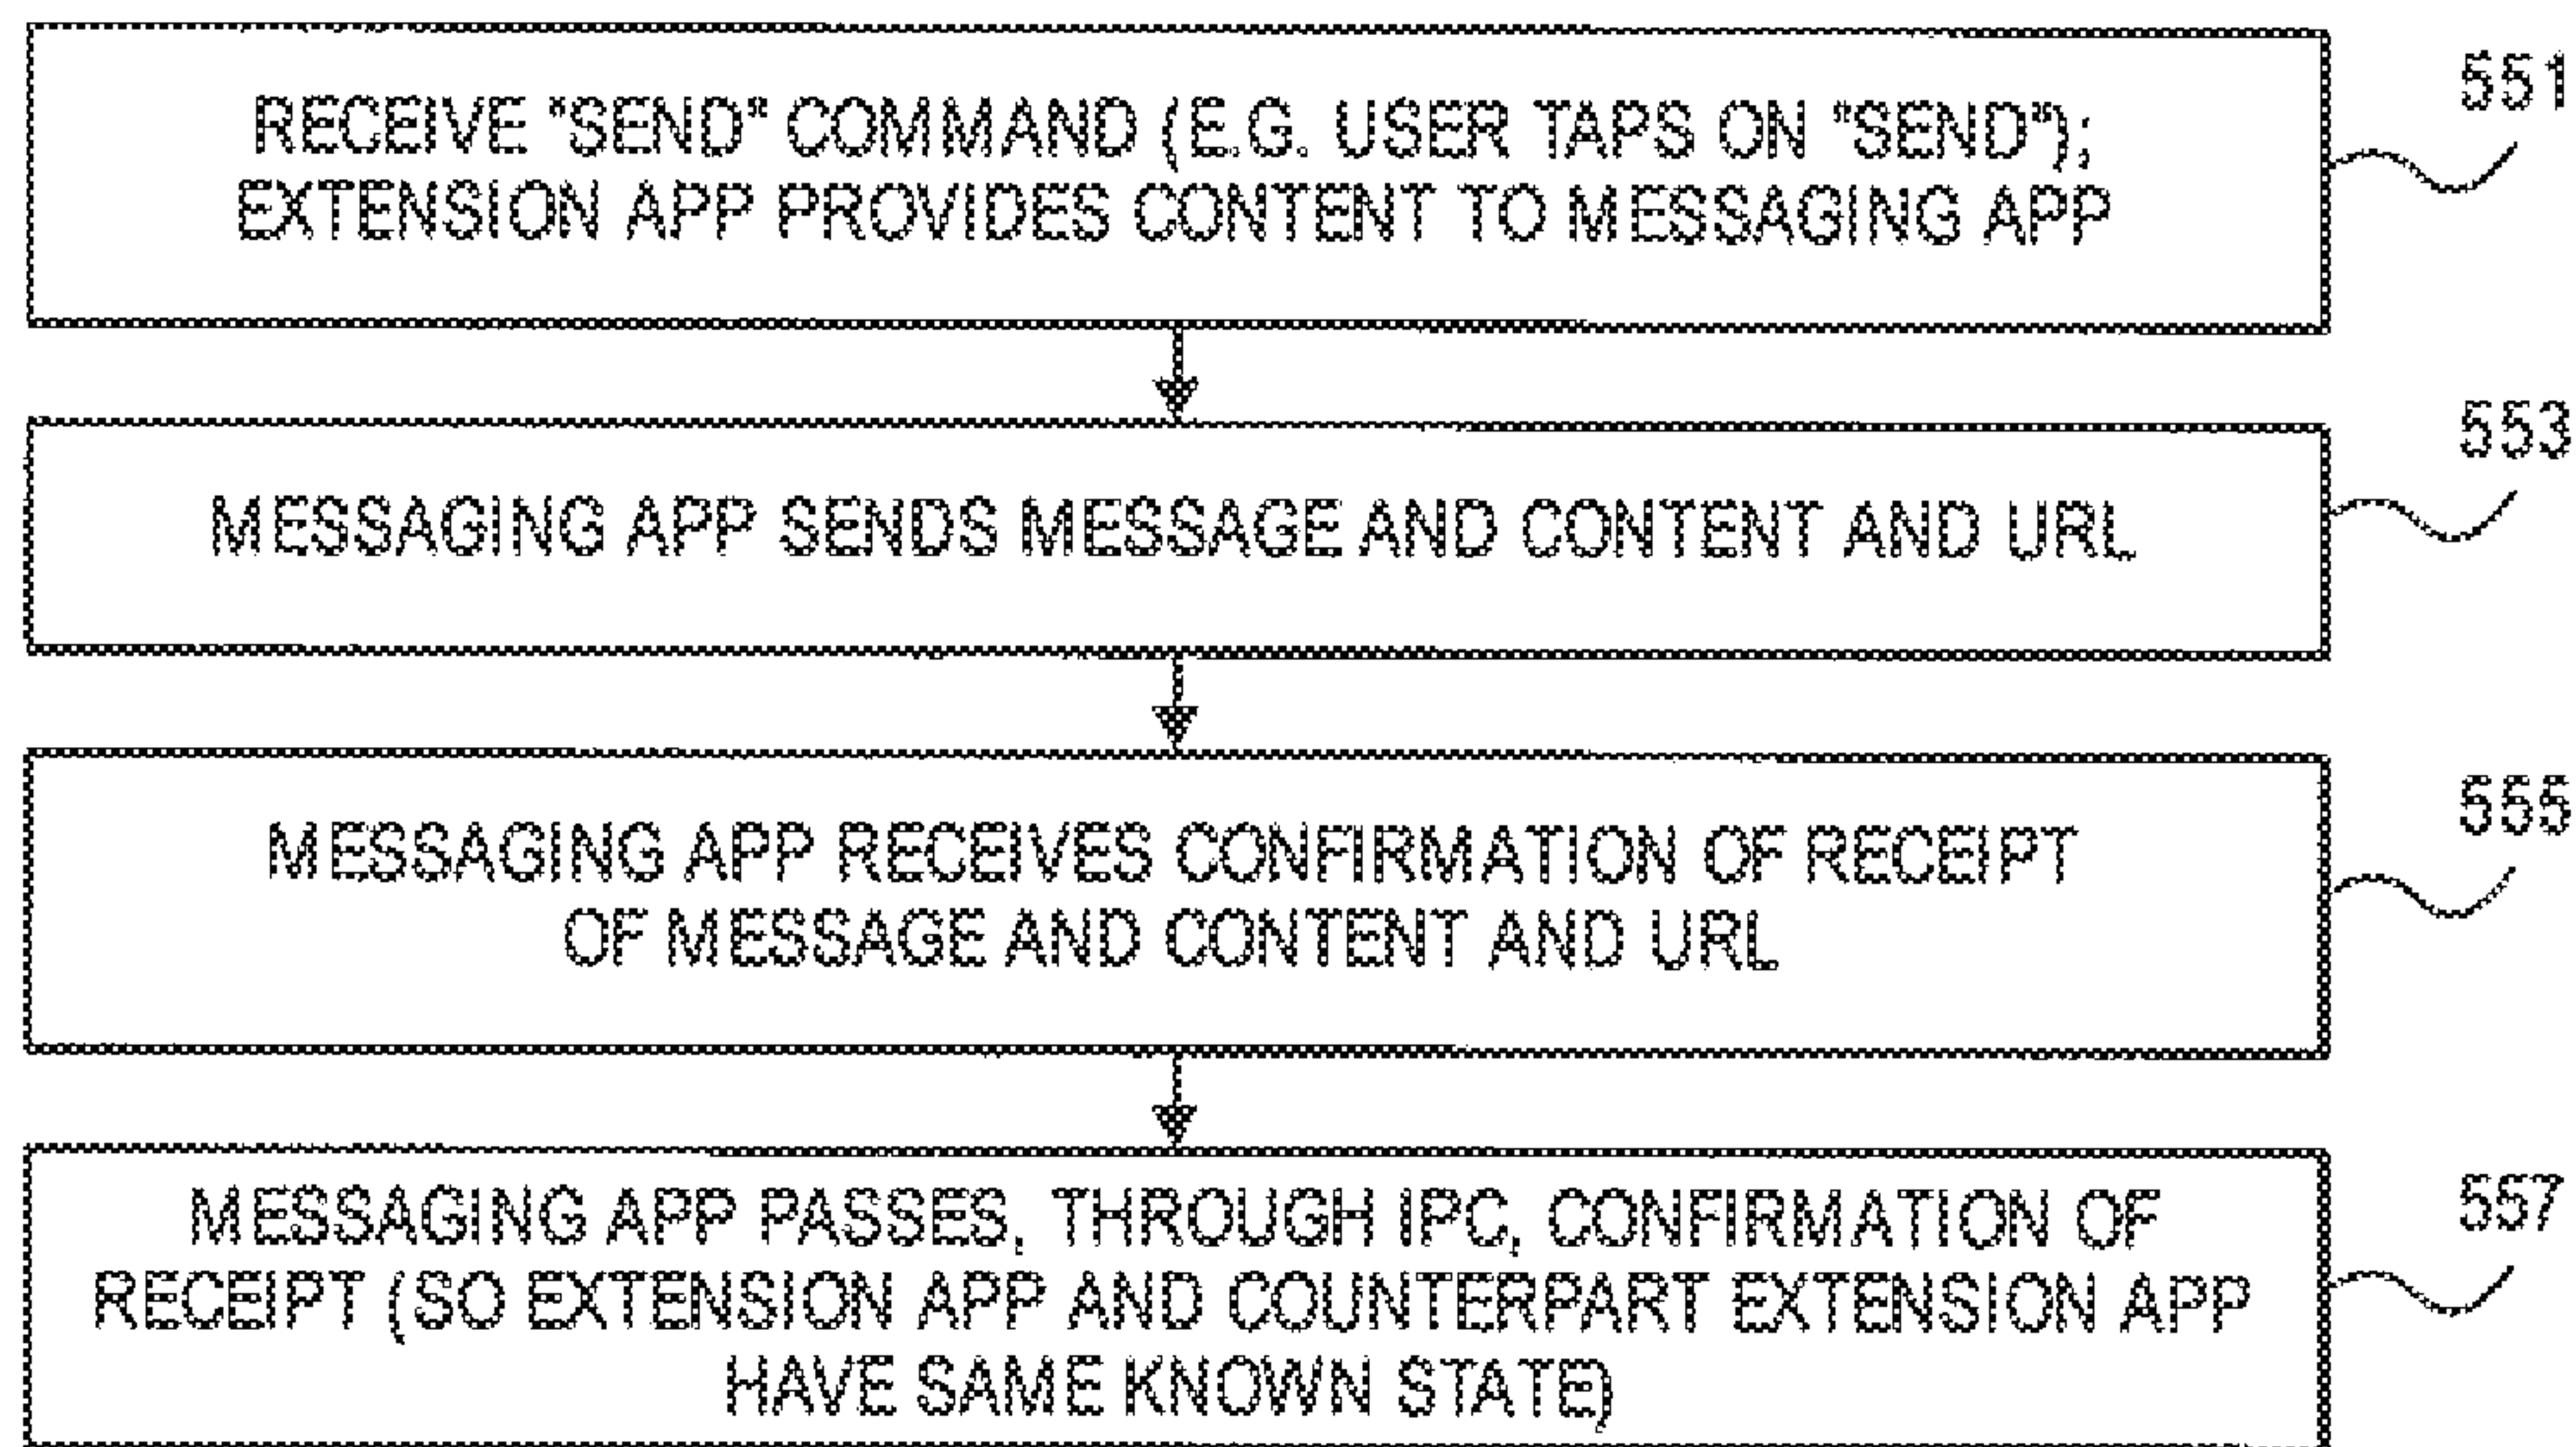 RECEIVE "SEND" COMMAND (E.G. USER TAPS ON "SEND");
EXTENSION APP PROVIDES CONTENT TO MESSAGING APP
551
MESSAGING APP SENDS MESSAGE AND CONTENT AND URL
553
MESSAGING APP RECEIVES CONFIRMATION OF RECEIPT
OF MESSAGE AND CONTENT AND URL
555
MESSAGING APP PASSES, THROUGH IPC, CONFIRMATION OF
RECEIPT (SO EXTENSION APP AND COUNTERPART EXTENSION APP
HAVE SAME KNOWN STATE)
557